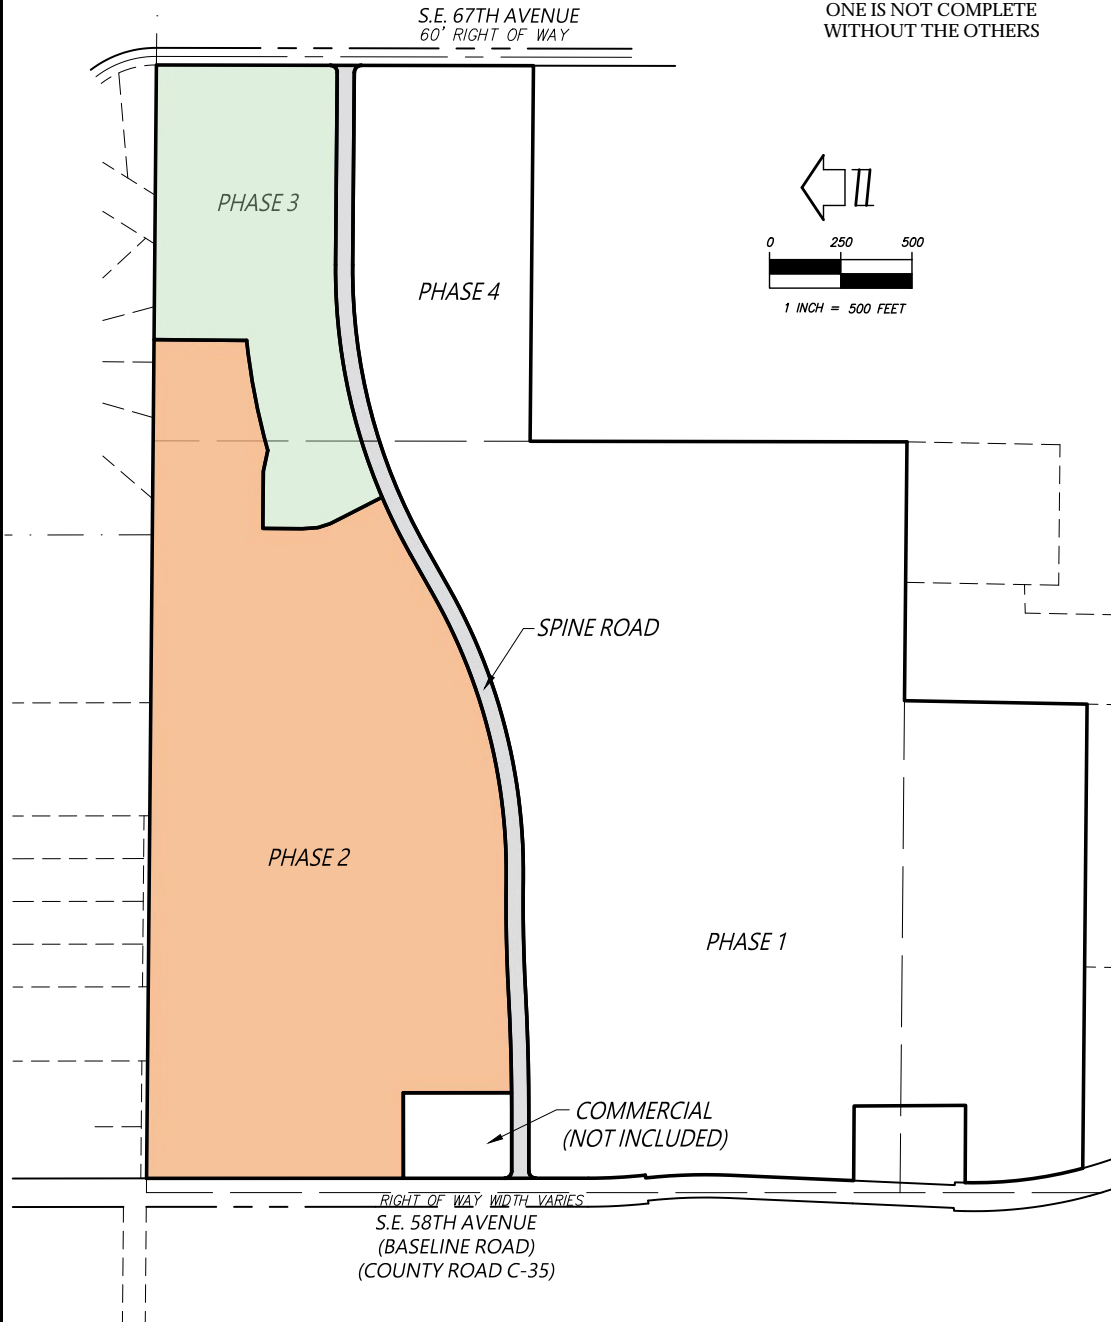 S.E. 67TH AVENUE
60' RIGHT OF WAY
ONE IS NOT COMPLETE
WITHOUT THE OTHERS
PHASE 3
PHASE 4
0 250 500
1 INCH = 500 FEET
SPINE ROAD
PHASE 2
PHASE 1
COMMERCIAL
(NOT INCLUDED)
RIGHT OF WAY WIDTH VARIES
S.E. 58TH AVENUE
(BASELINE ROAD)
(COUNTY ROAD C-35)